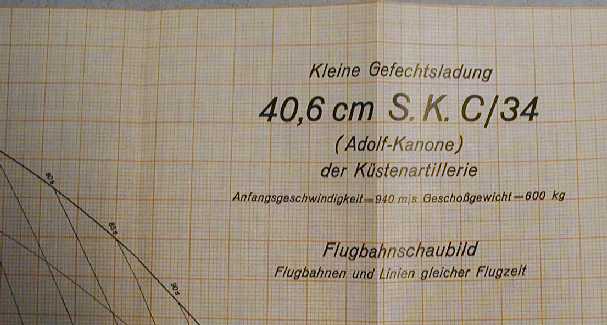 Kleine Gefechtsladung
40,6 cm S.K. C/34
(Adolf-Kanone)
der Küstenartillerie
Anfangsgeschwindigkeit=940 m/s. Geschoßgewicht=600 kg
Flugbahnschaubild
Flugbahnen und Linien gleicher Flugzeit